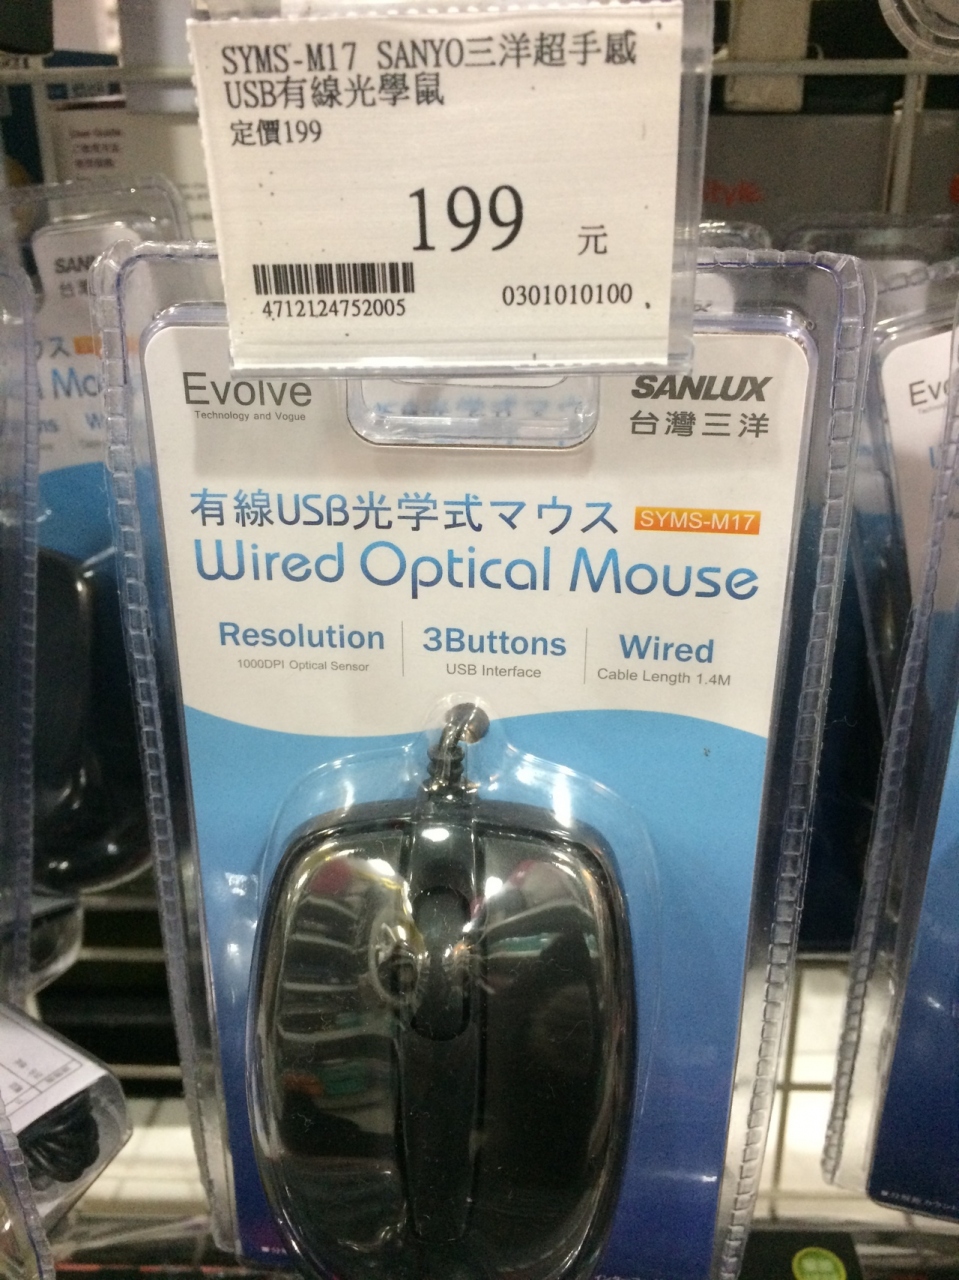 SYMS-M17 SANYO三洋超手感
USB有線光學鼠
定價199
199 元
4712124752005
0301010100
Evolve
Technology and Vogue
SANLUX
台灣三洋
有線USB光学式マウス
SYMS-M17
Wired Optical Mouse
Resolution
1000DPI Optical Sensor
3Buttons
USB Interface
Wired
Cable Length 1.4M